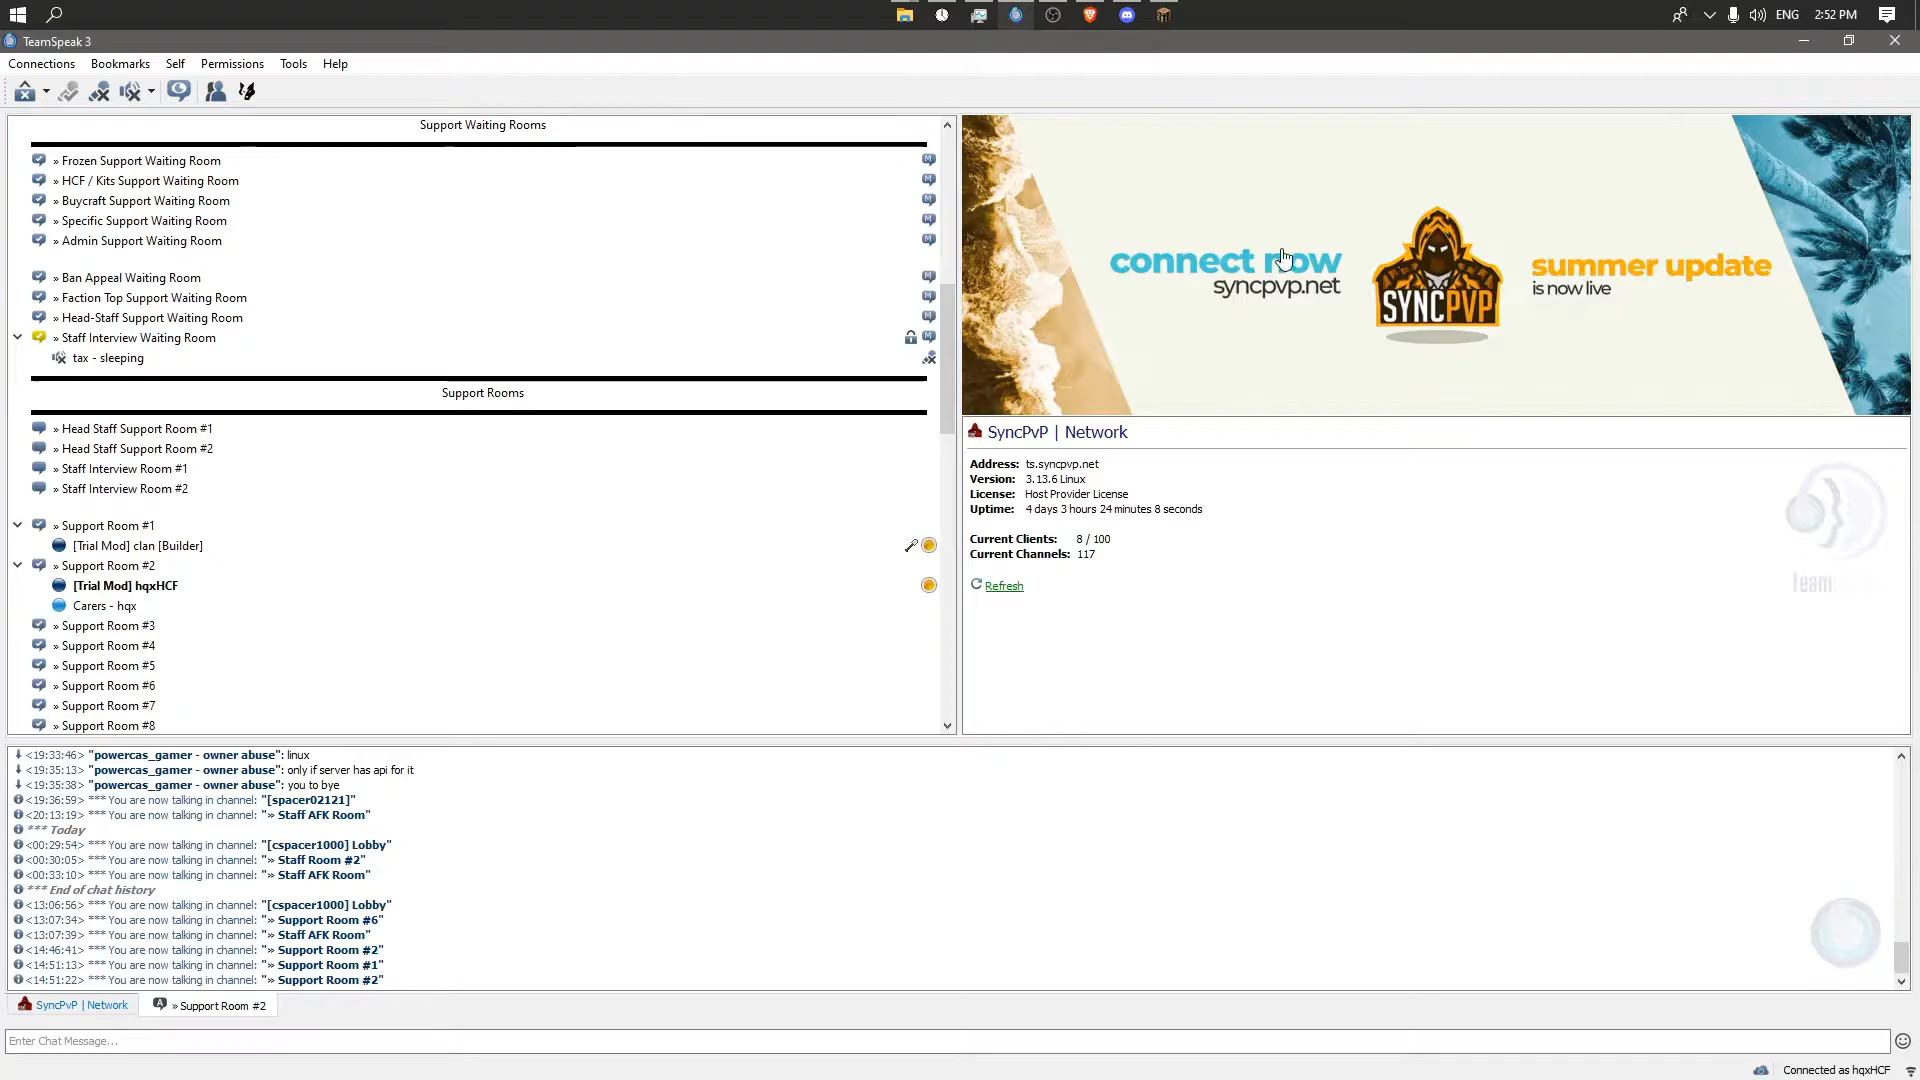 ENG
2:52 PM
TeamSpeak 3
Connections Bookmarks Self Permissions Tools Help
Support Waiting Rooms
» Frozen Support Waiting Room
» HCF / Kits Support Waiting Room
» Buycraft Support Waiting Room
» Specific Support Waiting Room
» Admin Support Waiting Room
» Ban Appeal Waiting Room
» Faction Top Support Waiting Room
» Head-Staff Support Waiting Room
» Staff Interview Waiting Room
tax - sleeping
Support Rooms
» Head Staff Support Room #1
» Head Staff Support Room #2
» Staff Interview Room #1
» Staff Interview Room #2
» Support Room #1
[Trial Mod] clan [Builder]
» Support Room #2
[Trial Mod] hqxHCF
Carers - hqx
» Support Room #3
» Support Room #4
» Support Room #5
» Support Room #6
» Support Room #7
» Support Room #8
connect now
syncpvp.net
SYNCPVP
summer update
is now live
SyncPvP | Network
Address: ts.syncpvp.net
Version: 3.13.6 Linux
License: Host Provider License
Uptime: 4 days 3 hours 24 minutes 8 seconds
Current Clients: 8 / 100
Current Channels: 117
Refresh
<19:33:46> "powercas_gamer - owner abuse": linux
<19:35:13> "powercas_gamer - owner abuse": only if server has api for it
<19:35:38> "powercas_gamer - owner abuse": you to bye
<19:36:59> *** You are now talking in channel: "[spacer02121]"
<20:13:19> *** You are now talking in channel: "» Staff AFK Room"
*** Today
<00:29:54> *** You are now talking in channel: "[cspacer1000] Lobby"
<00:30:05> *** You are now talking in channel: "» Staff Room #2"
<00:33:10> *** You are now talking in channel: "» Staff AFK Room"
*** End of chat history
<13:06:56> *** You are now talking in channel: "[cspacer1000] Lobby"
<13:07:34> *** You are now talking in channel: "» Support Room #6"
<13:07:39> *** You are now talking in channel: "» Staff AFK Room"
<14:46:41> *** You are now talking in channel: "» Support Room #2"
<14:51:13> *** You are now talking in channel: "» Support Room #1"
<14:51:22> *** You are now talking in channel: "» Support Room #2"
SyncPvP | Network
» Support Room #2
Enter Chat Message...
Connected as hqxHCF